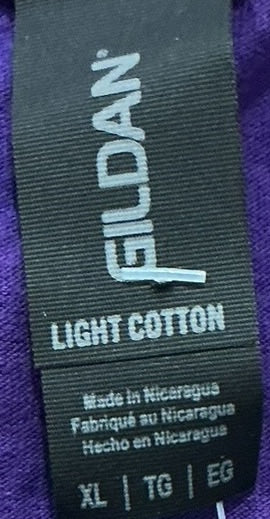 GILDAN®
LIGHT COTTON
Made in Nicaragua
Fabriqué au Nicaragua
Hecho en Nicaragua
XL | TG | EG